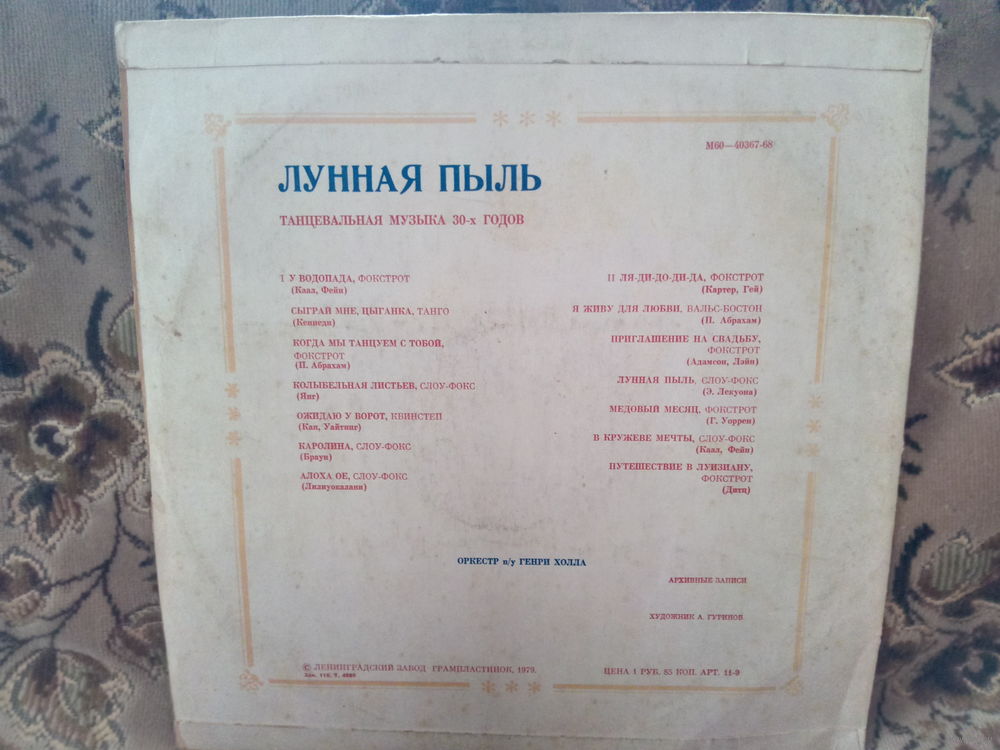 М60—40367-68
ЛУННАЯ ПЫЛЬ
ТАНЦЕВАЛЬНАЯ МУЗЫКА 30-х ГОДОВ
I У ВОДОПАДА, ФОКСТРОТ
(Каал, Фейн)
СЫГРАЙ МНЕ, ЦЫГАНКА, ТАНГО
(Кеннеди)
КОГДА МЫ ТАНЦУЕМ С ТОБОЙ,
ФОКСТРОТ
(П. Абрахам)
КОЛЫБЕЛЬНАЯ ЛИСТЬЕВ, СЛОУ-ФОКС
(Янг)
ОЖИДАЮ У ВОРОТ, КВИНСТЕП
(Кан, Уайтинг)
КАРОЛИНА, СЛОУ-ФОКС
(Браун)
АЛОХА ОЕ, СЛОУ-ФОКС
(Лилиуокалани)
II ЛЯ-ДИ-ДО-ДИ-ДА, ФОКСТРОТ
(Картер, Гей)
Я ЖИВУ ДЛЯ ЛЮБВИ, ВАЛЬС-БОСТОН
(П. Абрахам)
ПРИГЛАШЕНИЕ НА СВАДЬБУ,
ФОКСТРОТ
(Адамсон, Лэйн)
ЛУННАЯ ПЫЛЬ, СЛОУ-ФОКС
(Э. Лекуона)
МЕДОВЫЙ МЕСЯЦ, ФОКСТРОТ
(Г. Уоррен)
В КРУЖЕВЕ МЕЧТЫ, СЛОУ-ФОКС
(Каал, Фейн)
ПУТЕШЕСТВИЕ В ЛУИЗИАНУ,
ФОКСТРОТ
(Дитц)
ОРКЕСТР п/у ГЕНРИ ХОЛЛА
АРХИВНЫЕ ЗАПИСИ
ХУДОЖНИК А. ГУРИНОВ
© ЛЕНИНГРАДСКИЙ ЗАВОД ГРАМПЛАСТИНОК, 1979.
Зак. Т.
ЦЕНА 1 РУБ. 85 КОП. АРТ. 11-9